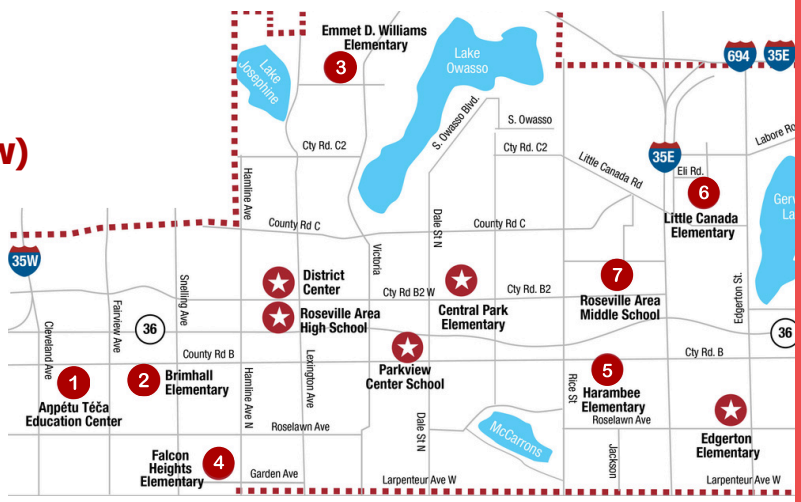 w)
Emmet D. Williams
Elementary
3
Lake
Josephine
Lake
Owasso
694
35E
S. Owasso Blvd.
S. Owasso
Cty Rd. C2
Cty Rd. C2
Little Canada Rd
35E
Labore
Eli Rd.
6
Little Canada
Elementary
Hamline Ave
County Rd C
Dale St N
County Rd C
35W
Victoria
Snelling Ave
District
Center
Cty Rd B2 W
Central Park
Elementary
Cty Rd. B2
7
Roseville Area
Middle School
Edgerton St.
Fairview Ave
36
Roseville Area
High School
36
Cleveland Ave
County Rd B
Parkview
Center School
Cty Rd. B
1
Aŋpétu Téča
Education Center
2
Brimhall
Elementary
Hamline Ave N
Lexington Ave
5
Harambee
Elementary
Rice St
Roselawn Ave
Roselawn Ave
Dale St N
McCarrons
Edgerton
Elementary
Falcon
Heights
Elementary
4
Garden Ave
Jackson
Larpenteur Ave W
Larpenteur Ave W